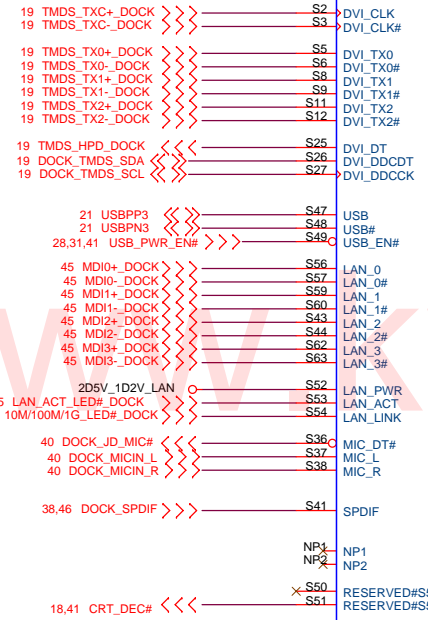 19 TMDS_TXC+_DOCK S2 DVI_CLK
19 TMDS_TXC-_DOCK S3 DVI_CLK#
19 TMDS_TX0+_DOCK S5 DVI_TX0
19 TMDS_TX0-_DOCK S6 DVI_TX0#
19 TMDS_TX1+_DOCK S8 DVI_TX1
19 TMDS_TX1-_DOCK S9 DVI_TX1#
19 TMDS_TX2+_DOCK S11 DVI_TX2
19 TMDS_TX2-_DOCK S12 DVI_TX2#
19 TMDS_HPD_DOCK S25 DVI_DT
19 DOCK_TMDS_SDA S26 DVI_DDCDT
19 DOCK_TMDS_SCL S27 DVI_DDCCK
21 USBPP3 S47 USB
21 USBPN3 S48 USB#
28,31,41 USB_PWR_EN# S49 USB_EN#
45 MDI0+_DOCK S56 LAN_0
45 MDI0-_DOCK S57 LAN_0#
45 MDI1+_DOCK S59 LAN_1
45 MDI1-_DOCK S60 LAN_1#
45 MDI2+_DOCK S43 LAN_2
45 MDI2-_DOCK S44 LAN_2#
45 MDI3+_DOCK S62 LAN_3
45 MDI3-_DOCK S63 LAN_3#
2D5V_1D2V_LAN S52 LAN_PWR
LAN_ACT_LED#_DOCK S53 LAN_ACT
10M/100M/1G_LED#_DOCK S54 LAN_LINK
40 DOCK_JD_MIC# S36 MIC_DT#
40 DOCK_MICIN_L S37 MIC_L
40 DOCK_MICIN_R S38 MIC_R
38,46 DOCK_SPDIF S41 SPDIF
NP1 NP1
NP2 NP2
S50 RESERVED#S5
18,41 CRT_DEC# S51 RESERVED#S5